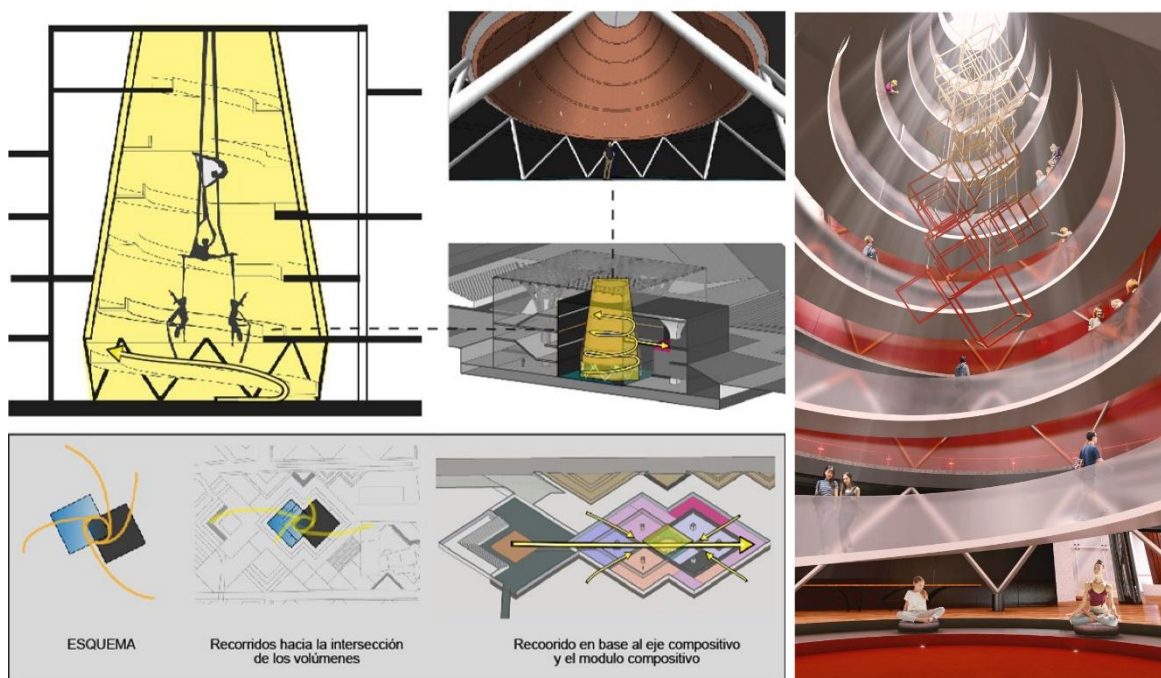 ESQUEMA
Recorridos hacia la intersección
de los volúmenes
Recoorido en base al eje compositivo
y el modulo compositivo